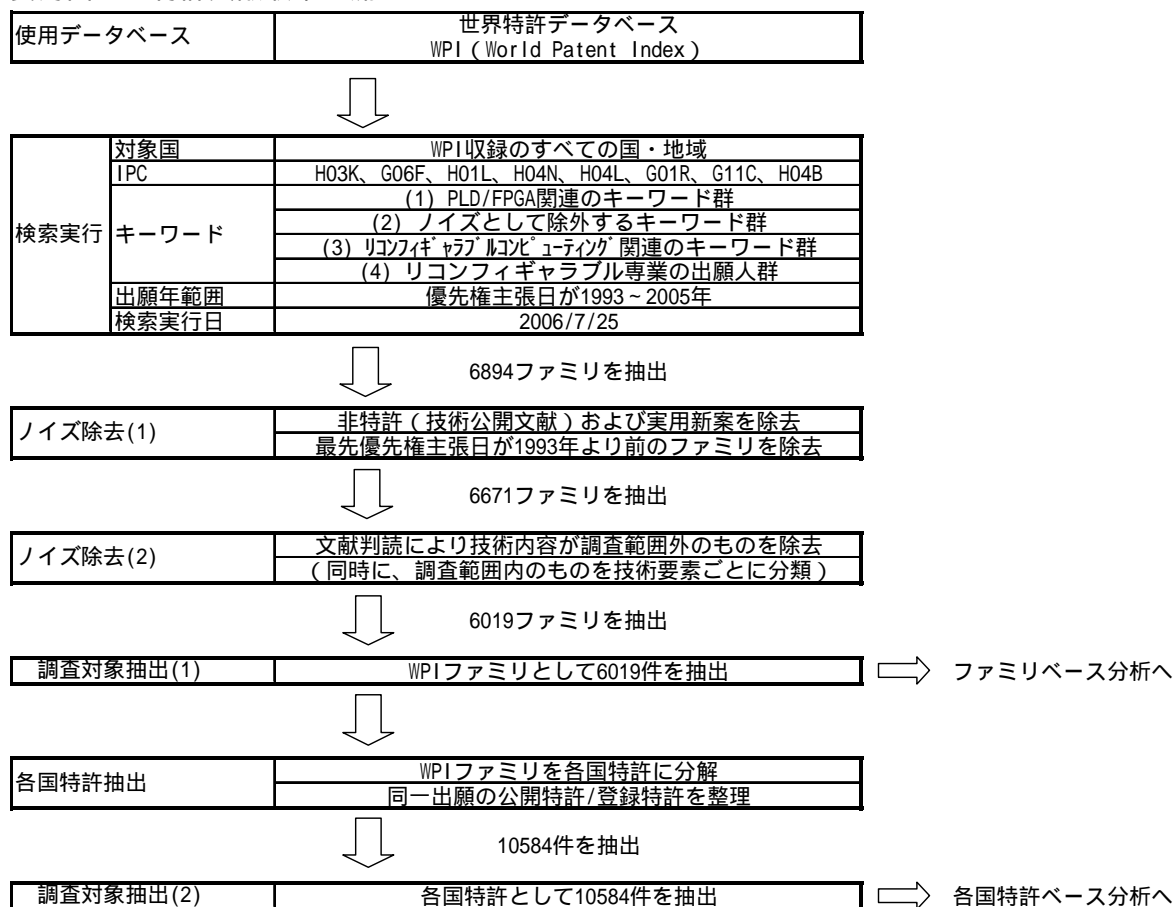 使用データベース
世界特許データベース
WPI(World Patent Index)
検索実行
対象国
WPI収録のすべての国・地域
IPC
H03K、G06F、H01L、H04N、H04L、G01R、G11C、H04B
キーワード
(1) PLD/FPGA関連のキーワード群
(2) ノイズとして除外するキーワード群
(3) ﾘｺﾝﾌｨｷﾞｬﾗﾌﾞﾙｺﾝﾋﾟｭｰﾃｨﾝｸﾞ関連のキーワード群
(4) リコンフィギャラブル専業の出願人群
出願年範囲
優先権主張日が1993~2005年
検索実行日
2006/7/25
6894ファミリを抽出
ノイズ除去(1)
非特許(技術公開文献)および実用新案を除去
最先優先権主張日が1993年より前のファミリを除去
6671ファミリを抽出
ノイズ除去(2)
文献判読により技術内容が調査範囲外のものを除去
(同時に、調査範囲内のものを技術要素ごとに分類)
6019ファミリを抽出
調査対象抽出(1)
WPIファミリとして6019件を抽出
ファミリベース分析へ
各国特許抽出
WPIファミリを各国特許に分解
同一出願の公開特許/登録特許を整理
10584件を抽出
調査対象抽出(2)
各国特許として10584件を抽出
各国特許ベース分析へ